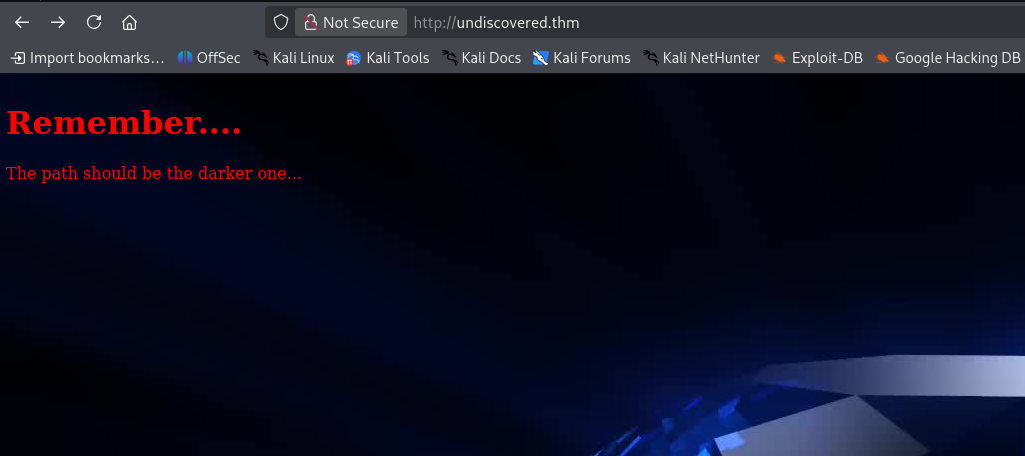 Not Secure http://undiscovered.thm
Import bookmarks... OffSec Kali Linux Kali Tools Kali Docs Kali Forums Kali NetHunter Exploit-DB Google Hacking DB
Remember....
The path should be the darker one...